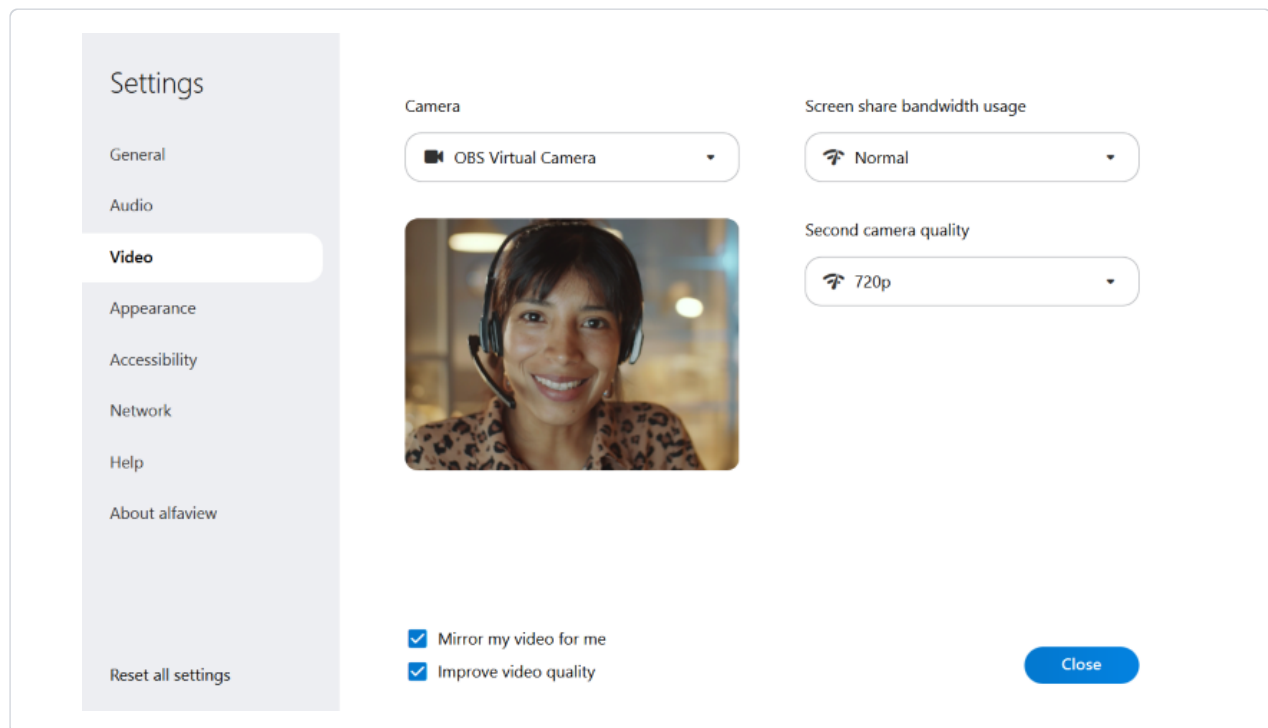 Settings
General
Audio
Video
Appearance
Accessibility
Network
Help
About alfaview
Reset all settings
Camera
OBS Virtual Camera
Screen share bandwidth usage
Normal
Second camera quality
720p
Mirror my video for me
Improve video quality
Close